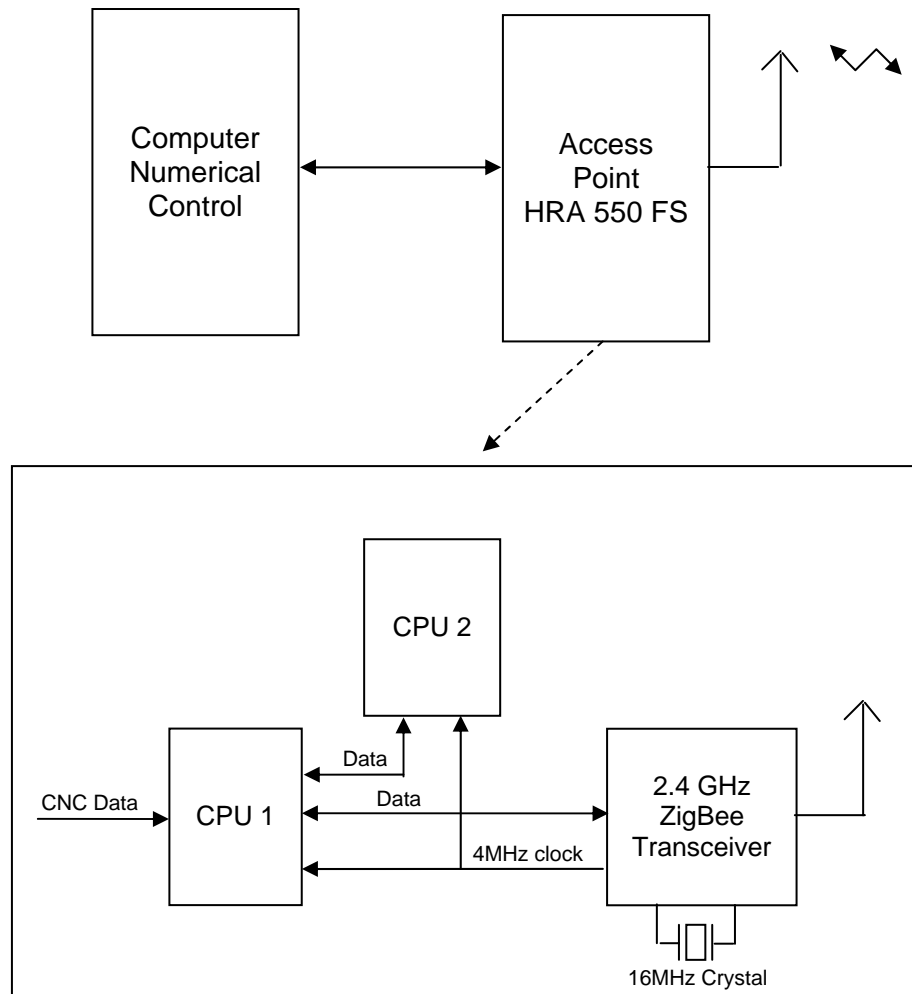 Computer
Numerical
Control
Access
Point
HRA 550 FS
CPU 2
Data
CNC Data
CPU 1
Data
2.4 GHz
ZigBee
Transceiver
4MHz clock
16MHz Crystal